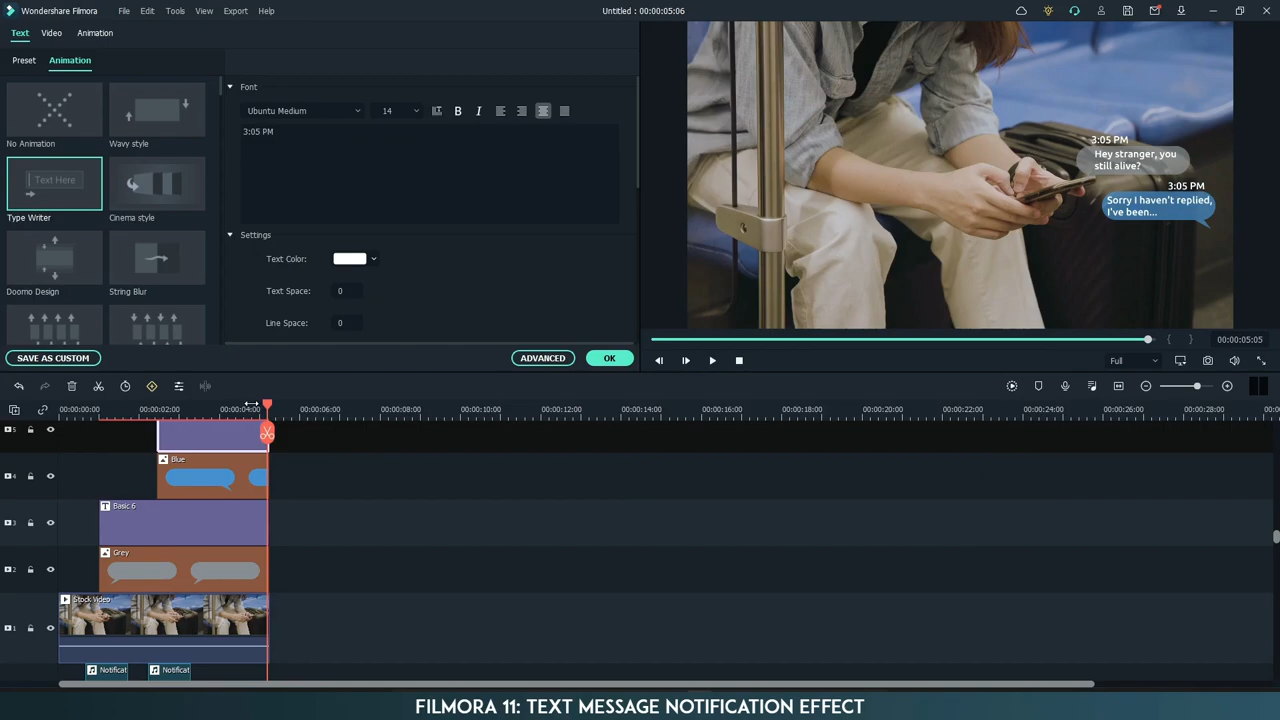 Wondershare Filmora
File
Edit
Tools
View
Export
Help
Untitled : 00:00:05:06
Text
Video
Animation
Preset
Animation
No Animation
Wavy style
Text Here
Type Writer
Cinema style
Doomo Design
String Blur
Font
Ubuntu Medium
14
B
I
3:05 PM
Settings
Text Color:
Text Space:
0
Line Space:
0
SAVE AS CUSTOM
ADVANCED
OK
3:05 PM
Hey stranger, you
still alive?
3:05 PM
Sorry I haven't replied,
I've been...
00:00:05:05
Full
00:00:00:00
00:00:02:00
00:00:04:00
00:00:06:00
00:00:08:00
00:00:10:00
00:00:12:00
00:00:14:00
00:00:16:00
00:00:18:00
00:00:20:00
00:00:22:00
00:00:24:00
00:00:26:00
00:00:28:00
5
4
Blue
3
T
Basic 6
2
Grey
1
Stock Video
Notificat
Notificat
FILMORA 11: TEXT MESSAGE NOTIFICATION EFFECT